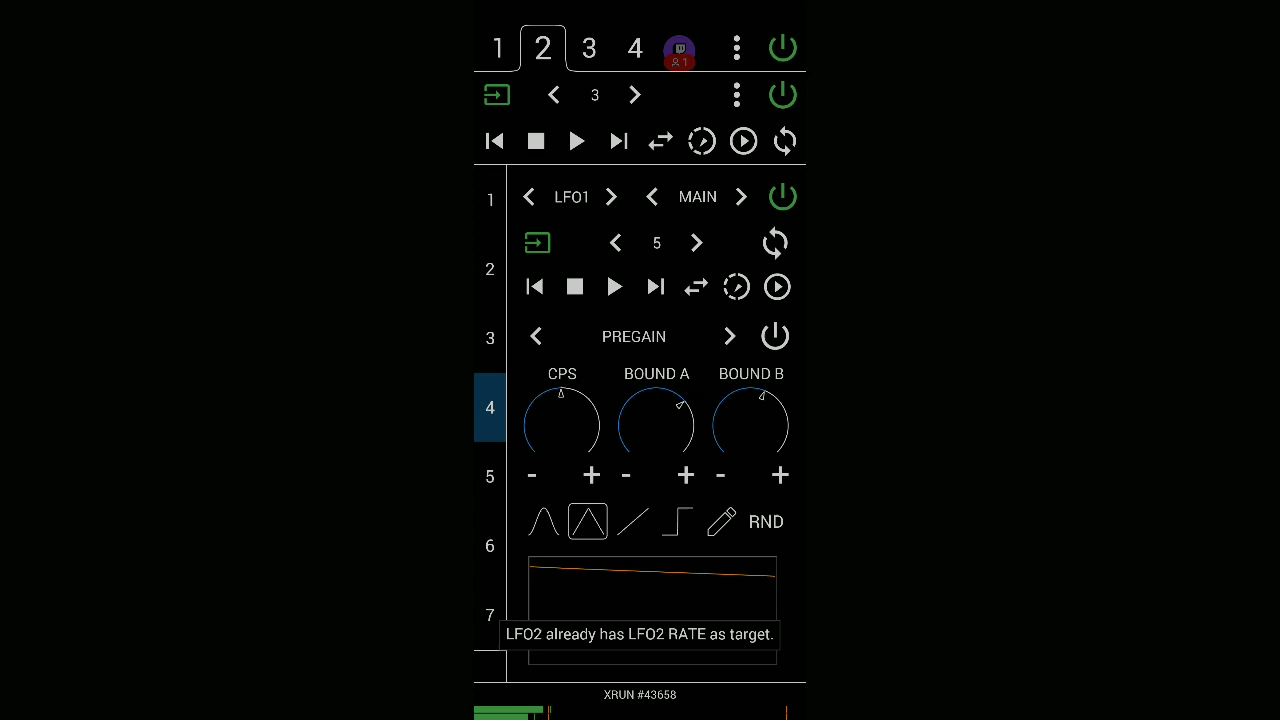 1 2 3 4 1
3
1 LFO1 MAIN
2 5
3 PREGAIN
CPS BOUND A BOUND B
4
5 - + - + - +
RND
6
7
LFO2 already has LFO2 RATE as target.
XRUN #43658